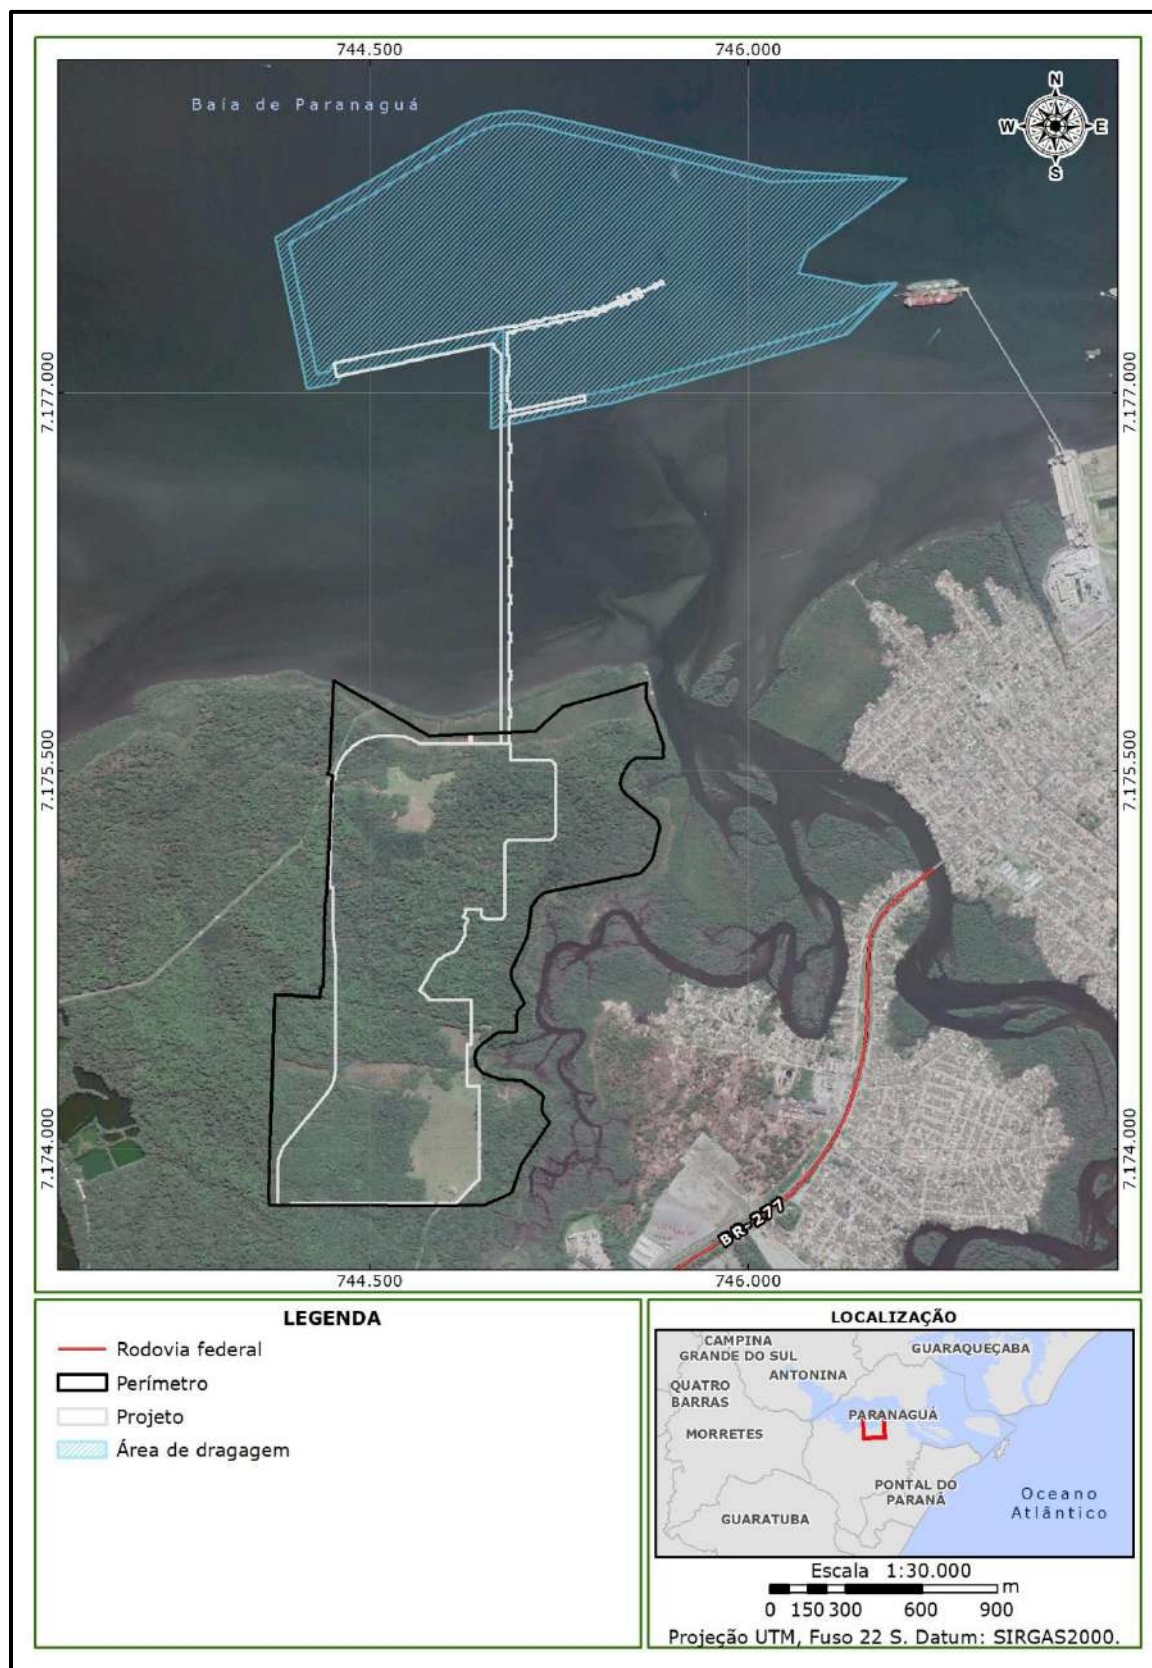 744.500 746.000
Baía de Paranaguá
N
W E
S
7.177.000 7.177.000
7.175.500 7.175.500
7.174.000 7.174.000
BR-277
744.500 746.000
LEGENDA
Rodovia federal
Perímetro
Projeto
Área de dragagem
LOCALIZAÇÃO
CAMPINA
GRANDE DO SUL
GUARAQUEÇABA
ANTONINA
QUATRO
BARRAS
PARANAGUÁ
MORRETES
PONTAL DO
PARANÁ
Oceano
Atlântico
GUARATUBA
Escala 1:30.000
m
0 150 300 600 900
Projeção UTM, Fuso 22 S. Datum: SIRGAS2000.